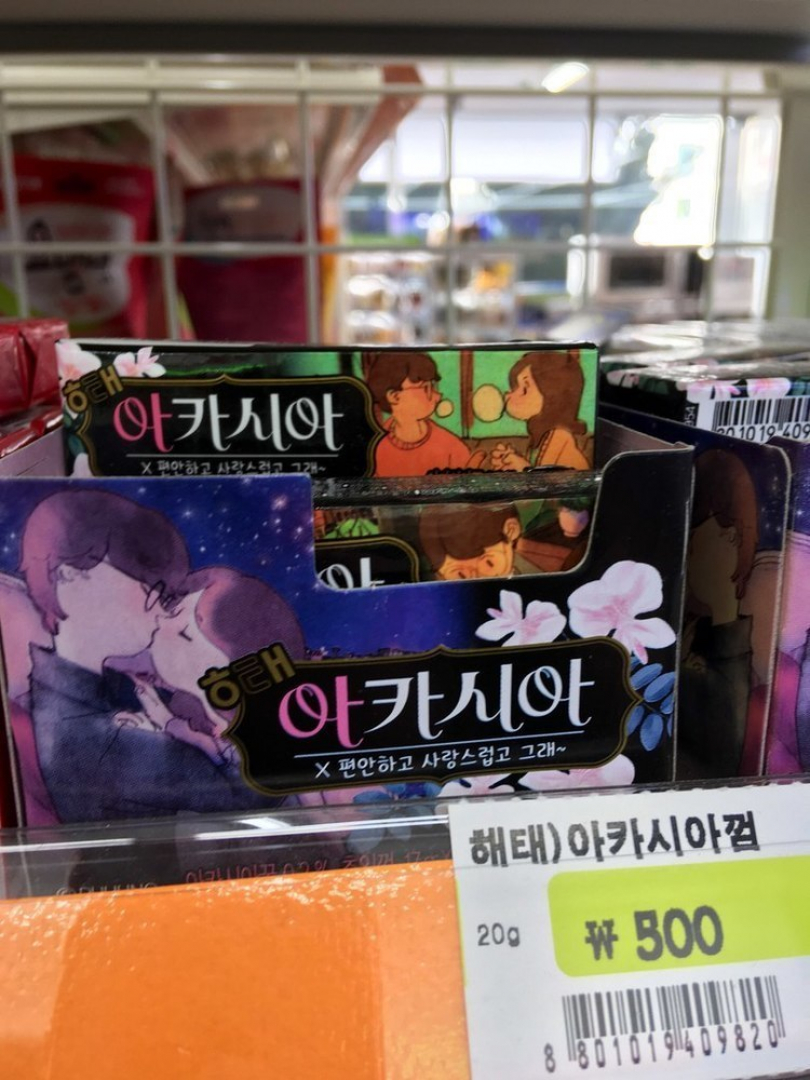 해태
아카시아
X 편안하고 사랑스럽고 그래~
해태
아카시아
X 편안하고 사랑스럽고 그래~
해태)아카시아껌
20g
₩ 500
8 801019 409820